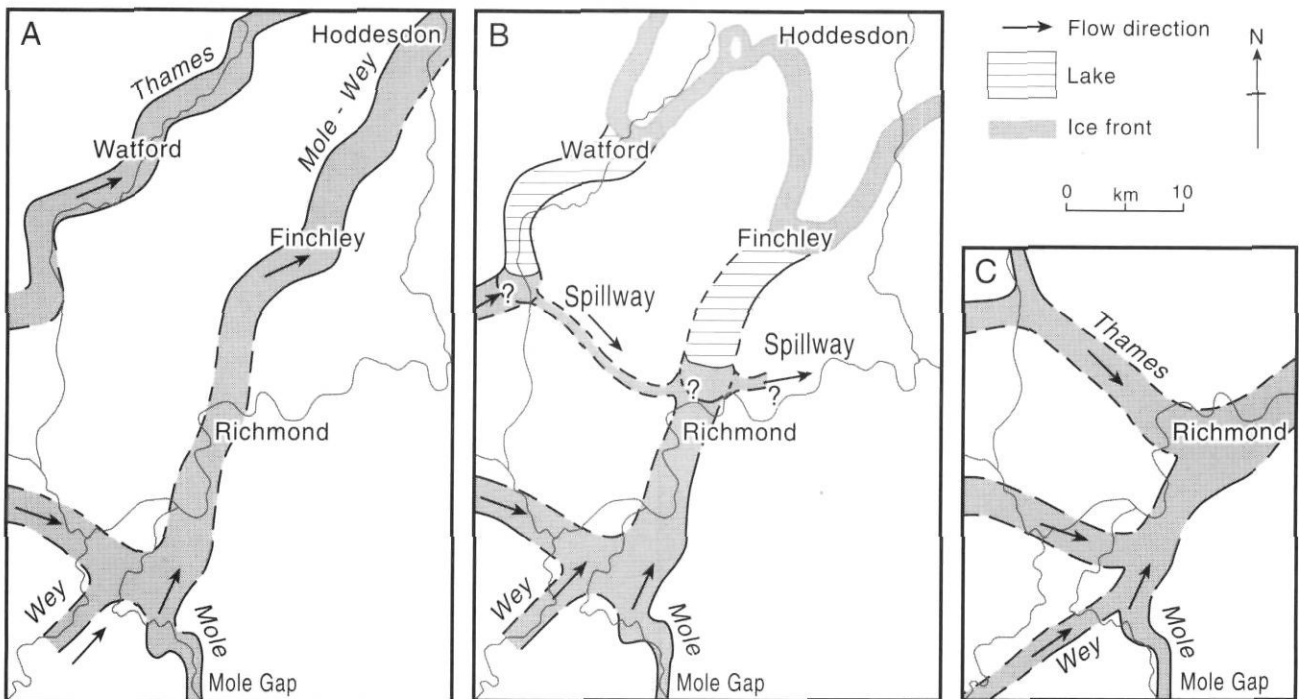 A
Thames
Hoddesdon
Mole - Wey
Watford
Finchley
Richmond
Wey
Mole
Mole Gap
B
Hoddesdon
Watford
Finchley
?
Spillway
Spillway
?
?
Richmond
Wey
Mole
Mole Gap
Flow direction
Lake
Ice front
N
0 km 10
C
Thames
Richmond
Wey
Mole
Mole Gap